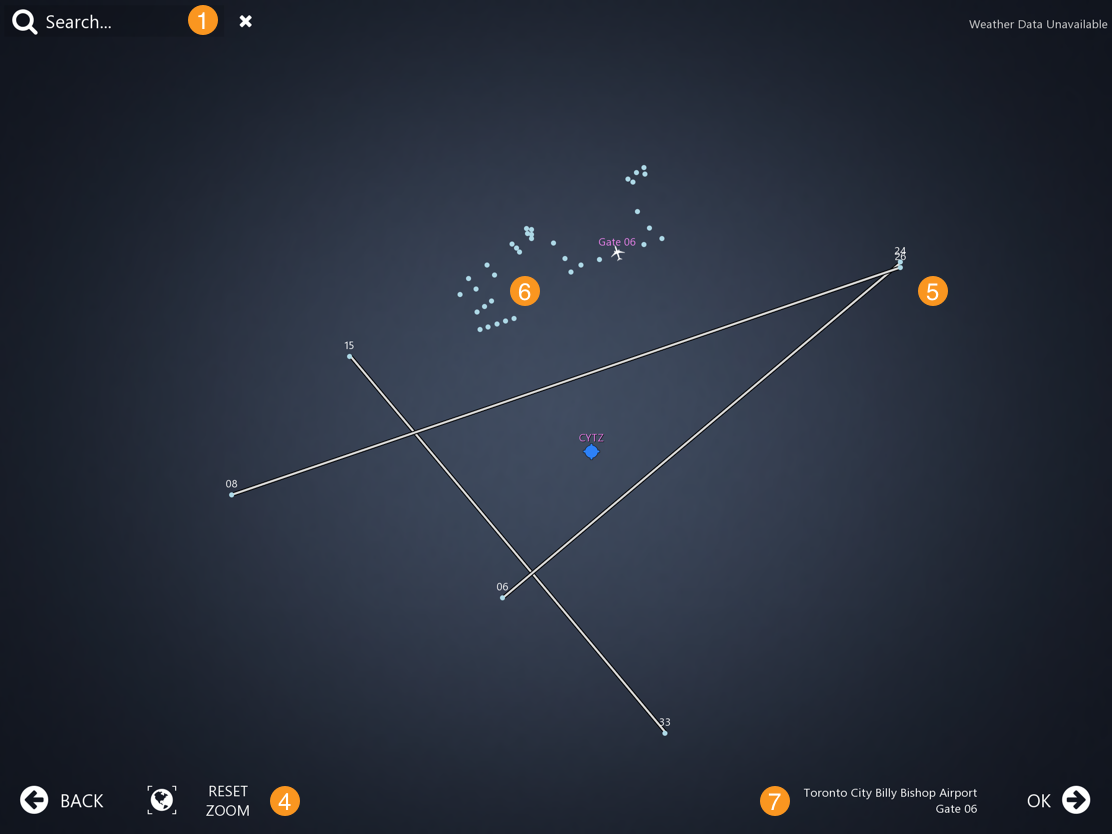 Search...
1
Weather Data Unavailable
Gate 06
24
26
6
5
15
CYTZ
08
06
33
BACK
RESET
ZOOM
4
7
Toronto City Billy Bishop Airport
Gate 06
OK